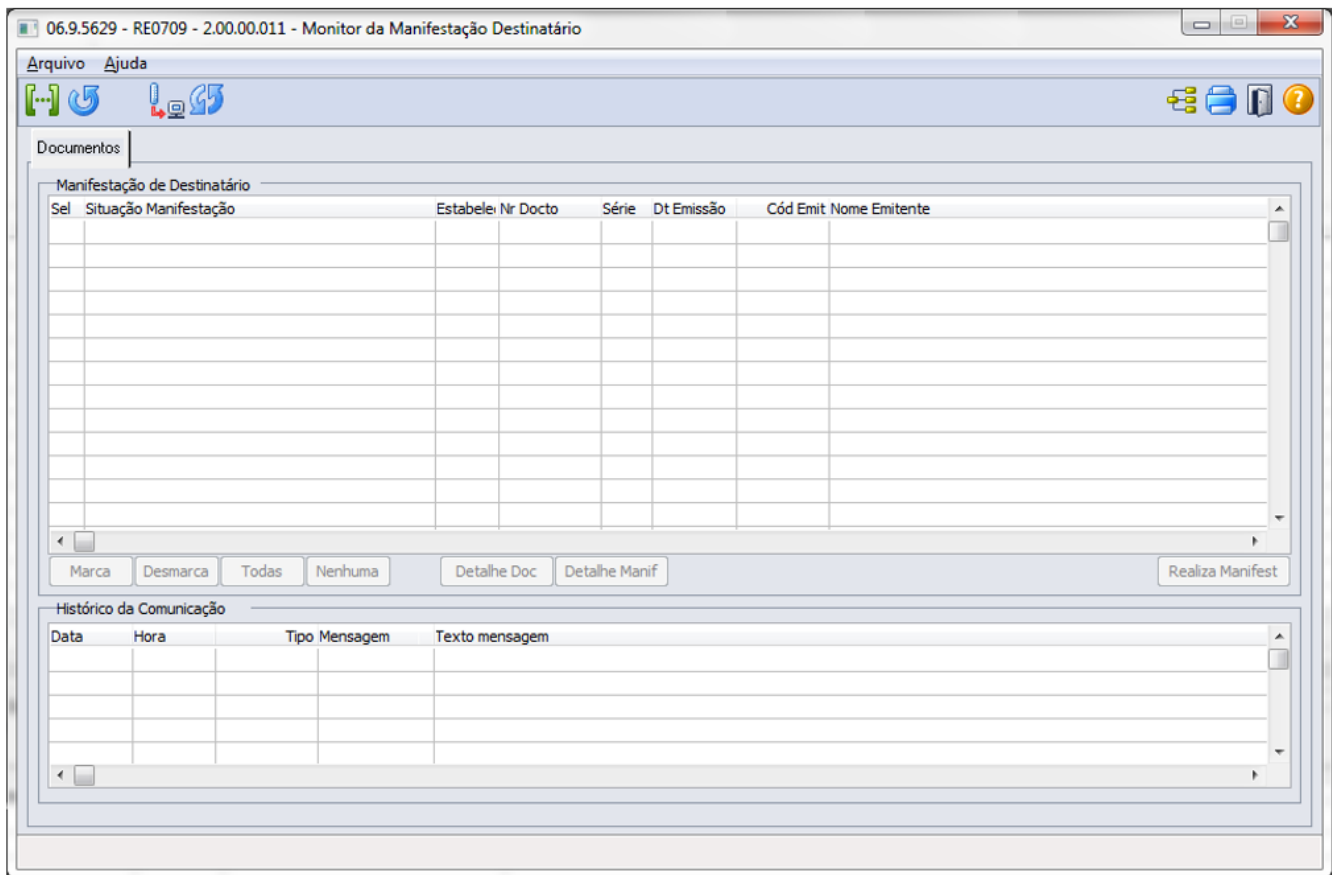 06.9.5629 - RE0709 - 2.00.00.011 - Monitor da Manifestação Destinatário
Arquivo Ajuda
Documentos
Manifestação de Destinatário
Sel Situação Manifestação Estabele Nr Docto Série Dt Emissão Cód Emit Nome Emitente
Marca Desmarca Todas Nenhuma Detalhe Doc Detalhe Manif Realiza Manifest
Histórico da Comunicação
Data Hora Tipo Mensagem Texto mensagem